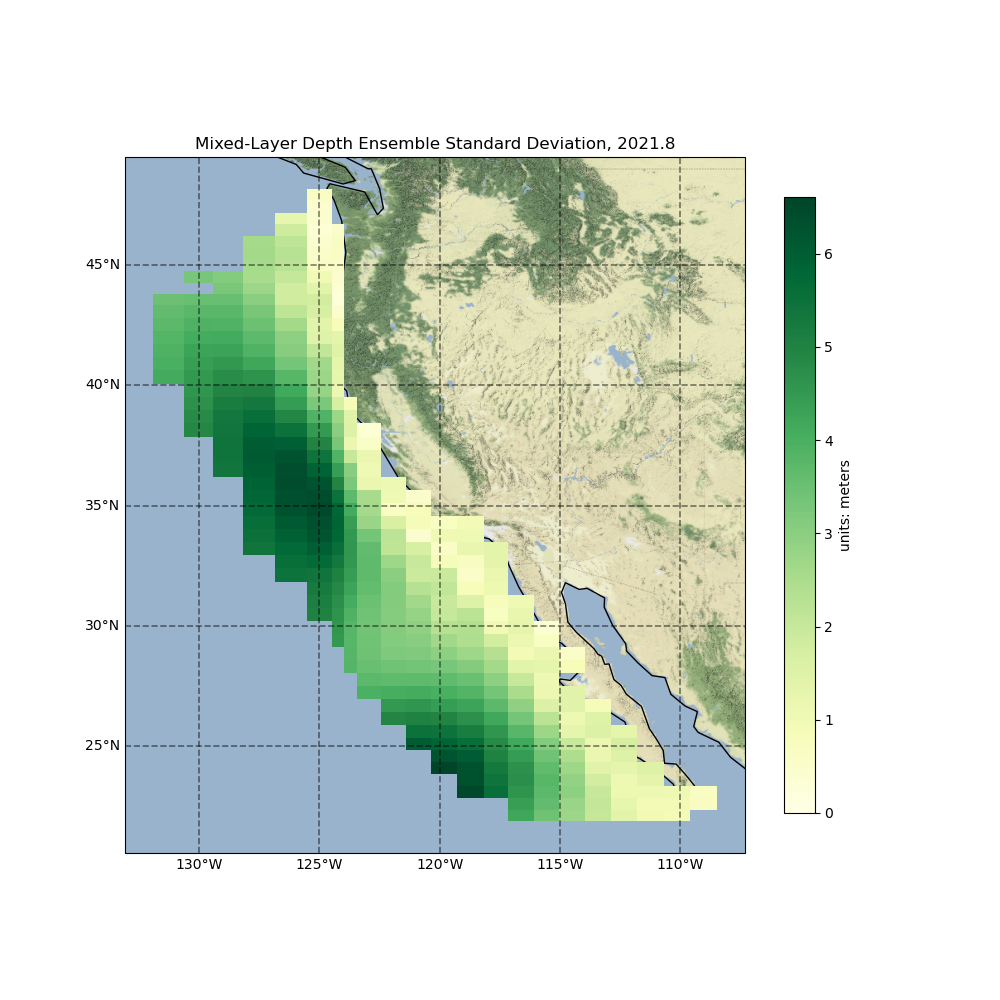 Mixed-Layer Depth Ensemble Standard Deviation, 2021.8
45°N
40°N
35°N
30°N
25°N
130°W
125°W
120°W
115°W
110°W
6
5
4
3
2
1
0
units: meters